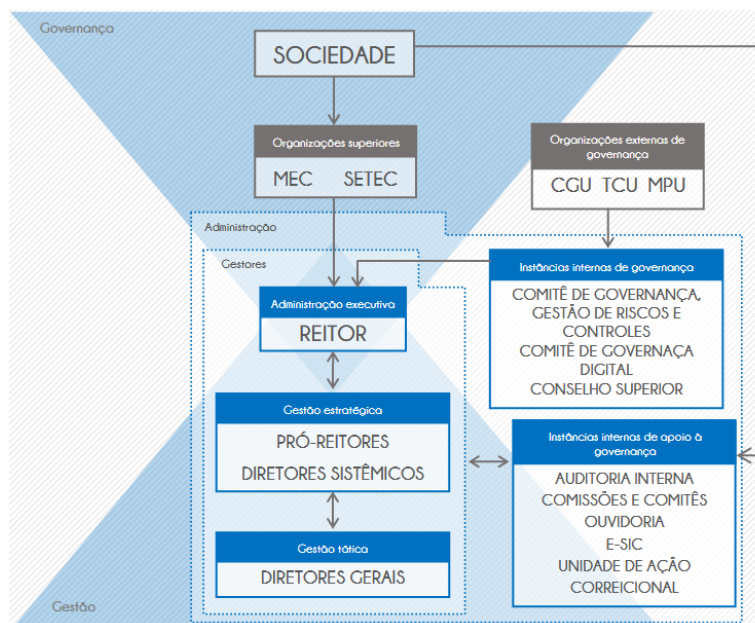 Governança
SOCIEDADE
Organizações superiores
MEC SETEC
Organizações externas de
governança
CGU TCU MPU
Administração
Gestores
Administração executiva
REITOR
Instâncias internas de governança
COMITÊ DE GOVERNANÇA,
GESTÃO DE RISCOS E
CONTROLES
COMITÊ DE GOVERNAÇA
DIGITAL
CONSELHO SUPERIOR
Gestão estratégica
PRÓ-REITORES
DIRETORES SISTÊMICOS
Instâncias internas de apoio à
governança
AUDITORIA INTERNA
COMISSÕES E COMITÊS
OUVIDORIA
E-SIC
UNIDADE DE AÇÃO
CORREICIONAL
Gestão tática
DIRETORES GERAIS
Gestão